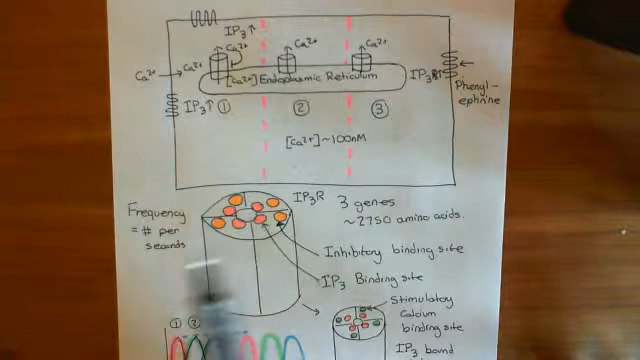 IP3↑
Ca2+
Ca2+
Ca2+
Ca2+
Ca2+
Ca2+ → Ca2+
[Ca2+] Endoplasmic Reticulum
IP3↑
Phenyl-
ephrine
IP3↑ ① ② ③
[Ca2+]~100nM
IP3R
3 genes
~2750 amino acids.
Frequency
= # per
seconds
Inhibitory binding site
IP3 Binding site
Stimulatory
Calcium
binding site
IP3 bound
① ②